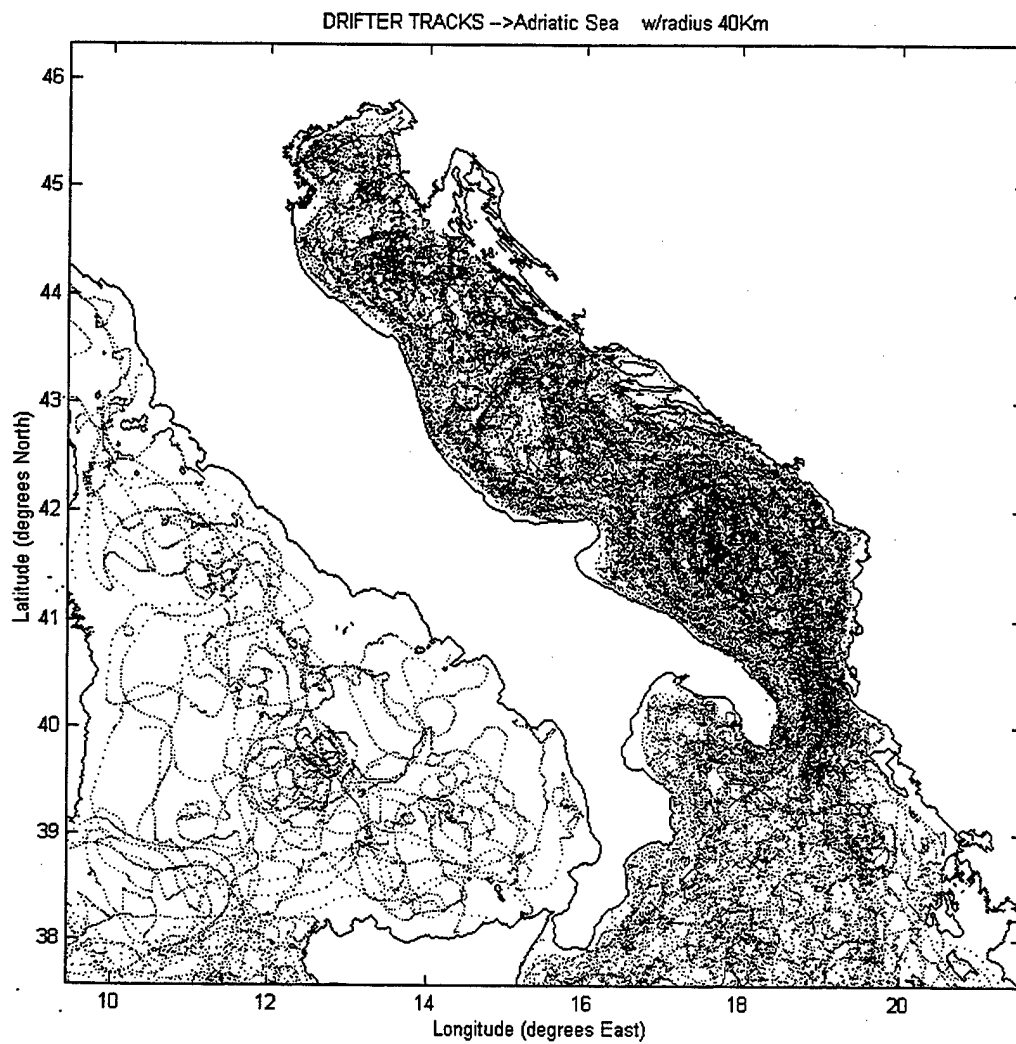 DRIFTER TRACKS -->Adriatic Sea w/radius 40Km
46
45
44
43
42
41
40
39
38
Latitude (degrees North)
10 12 14 16 18 20
Longitude (degrees East)